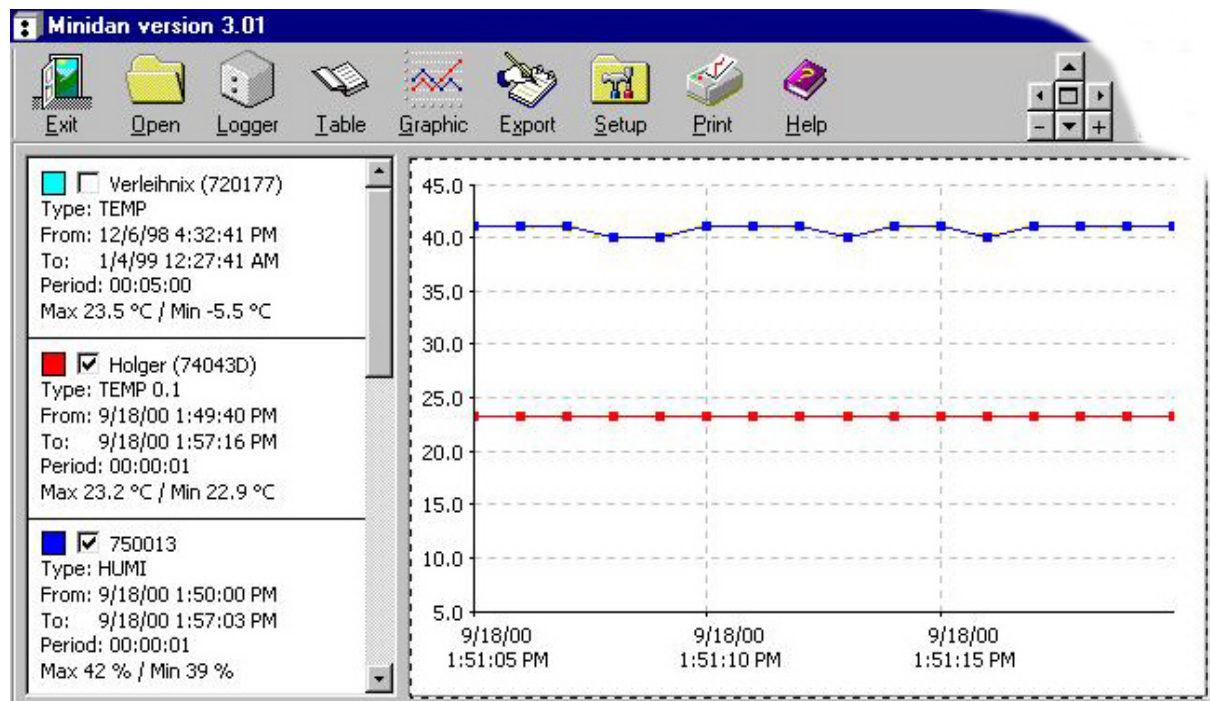 Minidan version 3.01
Exit Open Logger Table Graphic Export Setup Print Help
Verleihnix (720177)
Type: TEMP
From: 12/6/98 4:32:41 PM
To: 1/4/99 12:27:41 AM
Period: 00:05:00
Max 23.5 °C / Min -5.5 °C
Holger (74043D)
Type: TEMP 0.1
From: 9/18/00 1:49:40 PM
To: 9/18/00 1:57:16 PM
Period: 00:00:01
Max 23.2 °C / Min 22.9 °C
750013
Type: HUMI
From: 9/18/00 1:50:00 PM
To: 9/18/00 1:57:03 PM
Period: 00:00:01
Max 42 % / Min 39 %
45.0
40.0
35.0
30.0
25.0
20.0
15.0
10.0
5.0
9/18/00 9/18/00 9/18/00
1:51:05 PM 1:51:10 PM 1:51:15 PM